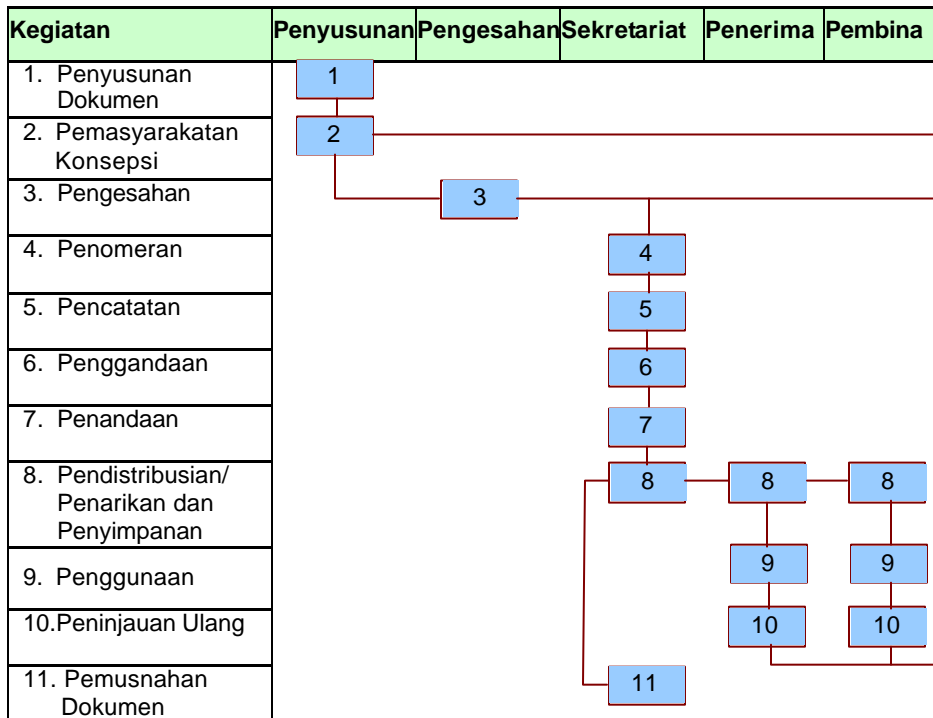 Kegiatan Penyusunan Pengesahan Sekretariat Penerima Pembina
1. Penyusunan 1
Dokumen
2. Pemasyarakatan 2
Konsepsi
3. Pengesahan 3
4. Penomeran 4
5. Pencatatan 5
6. Penggandaan 6
7. Penandaan 7
8. Pendistribusian/ 8 8 8
Penarikan dan
Penyimpanan
9. Penggunaan 9 9
10.Peninjauan Ulang 10 10
11. Pemusnahan 11
Dokumen